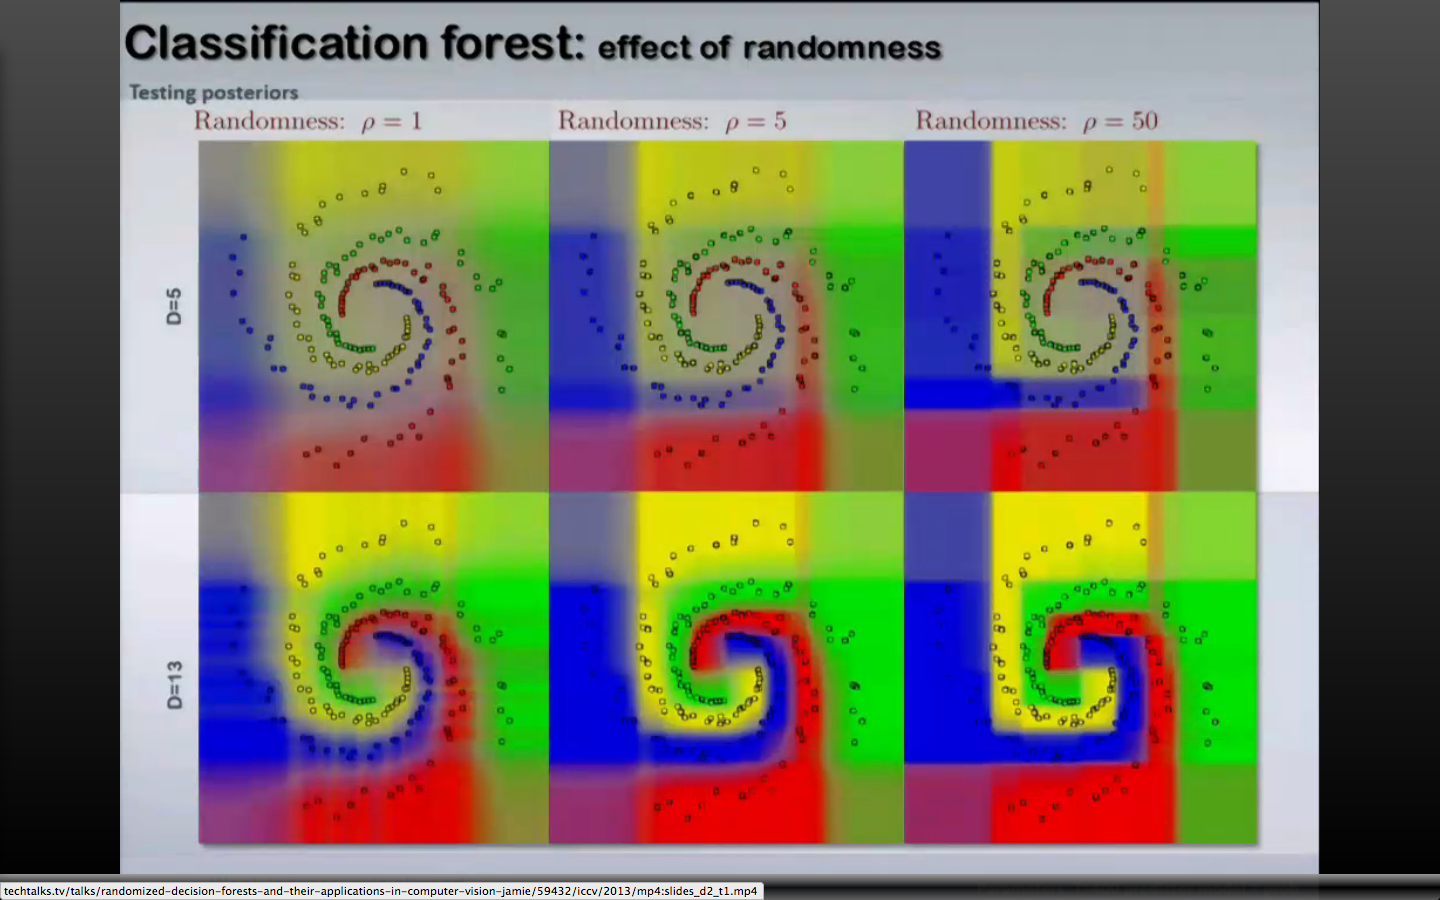 Classification forest: effect of randomness
Testing posteriors
Randomness: ρ = 1
Randomness: ρ = 5
Randomness: ρ = 50
D=5
D=13
techtalks.tv/talks/randomized-decision-forests-and-their-applications-in-computer-vision-jamie/59432/iccv/2013/mp4:slides_d2_t1.mp4